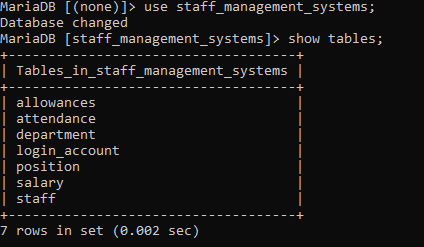 MariaDB [(none)]> use staff_management_systems;
Database changed
MariaDB [staff_management_systems]> show tables;
+------------------------------------+
| Tables_in_staff_management_systems |
+------------------------------------+
| allowances                         |
| attendance                         |
| department                         |
| login_account                      |
| position                           |
| salary                             |
| staff                              |
+------------------------------------+
7 rows in set (0.002 sec)